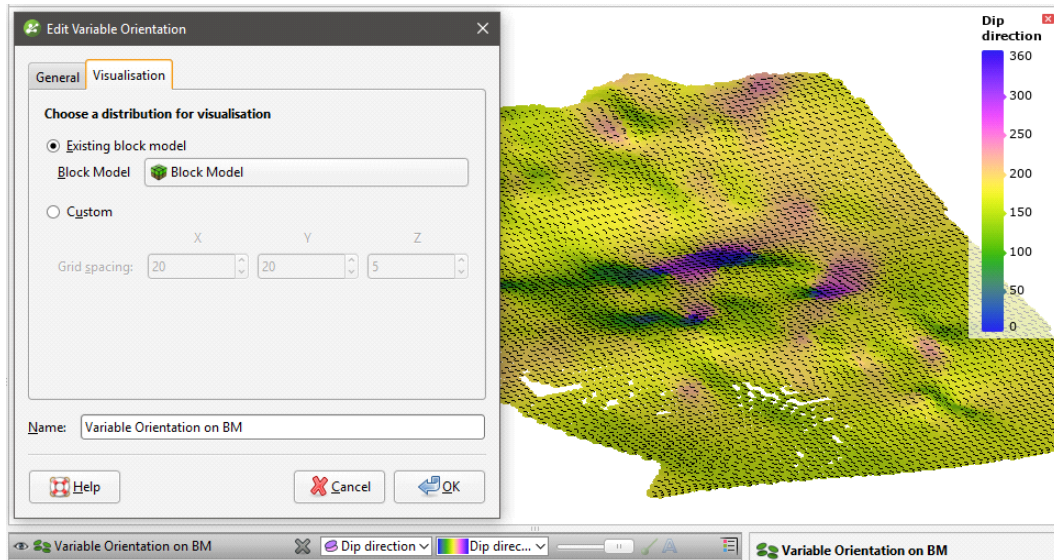 Edit Variable Orientation
General
Visualisation
Choose a distribution for visualisation
Existing block model
Block Model
Block Model
Custom
X Y Z
Grid spacing: 20 20 5
Name: Variable Orientation on BM
Help
Cancel
OK
Dip
direction
360
300
250
200
150
100
50
0
Variable Orientation on BM
Dip direction
Dip direc...
A
Variable Orientation on BM